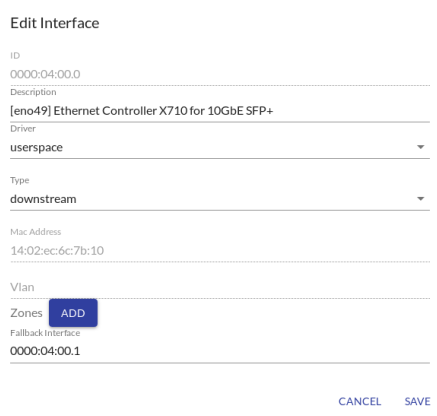 Edit Interface
ID
0000:04:00.0
Description
[eno49] Ethernet Controller X710 for 10GbE SFP+
Driver
userspace
Type
downstream
Mac Address
14:02:ec:6c:7b:10
Vlan
Zones ADD
Fallback Interface
0000:04:00.1
CANCEL SAVE